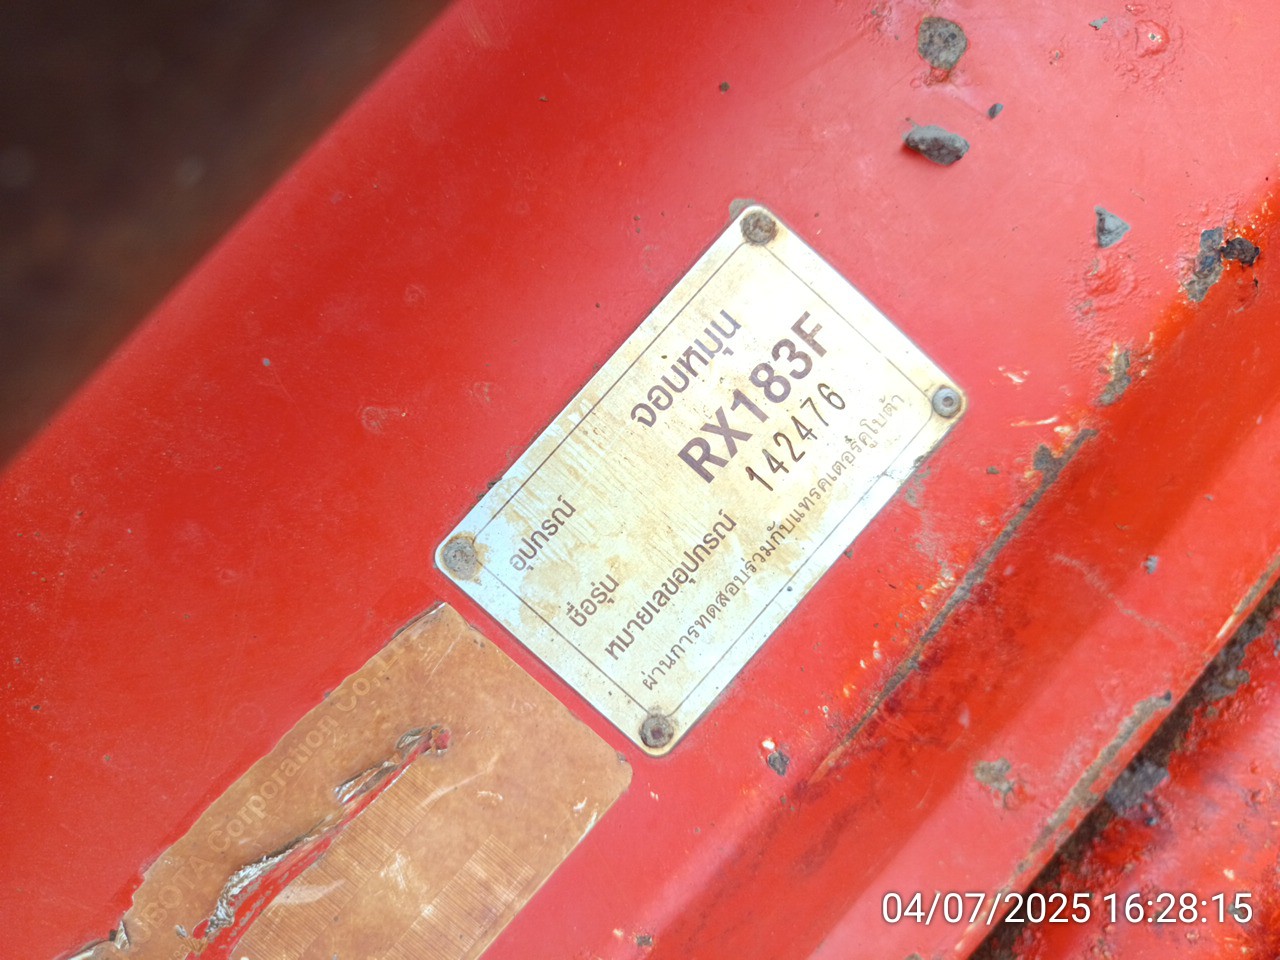 อุปกรณ์ จอบหมุน
ชื่อรุ่น RX183F
หมายเลขอุปกรณ์ 142476
ผ่านการทดสอบร่วมกับแทรคเตอร์คูโบต้า
Corporation Co.,
04/07/2025 16:28:15